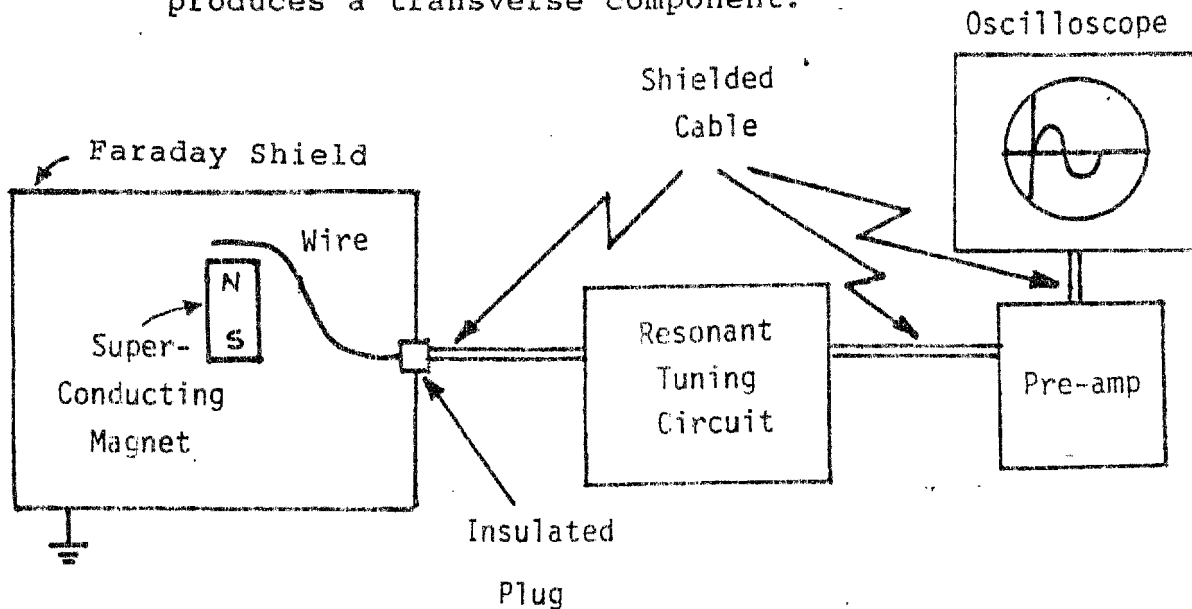 produces a transverse component.
Oscilloscope
Shielded
Cable
Faraday Shield
Wire
N
S
Super-
Conducting
Magnet
Resonant
Tuning
Circuit
Pre-amp
Insulated
Plug